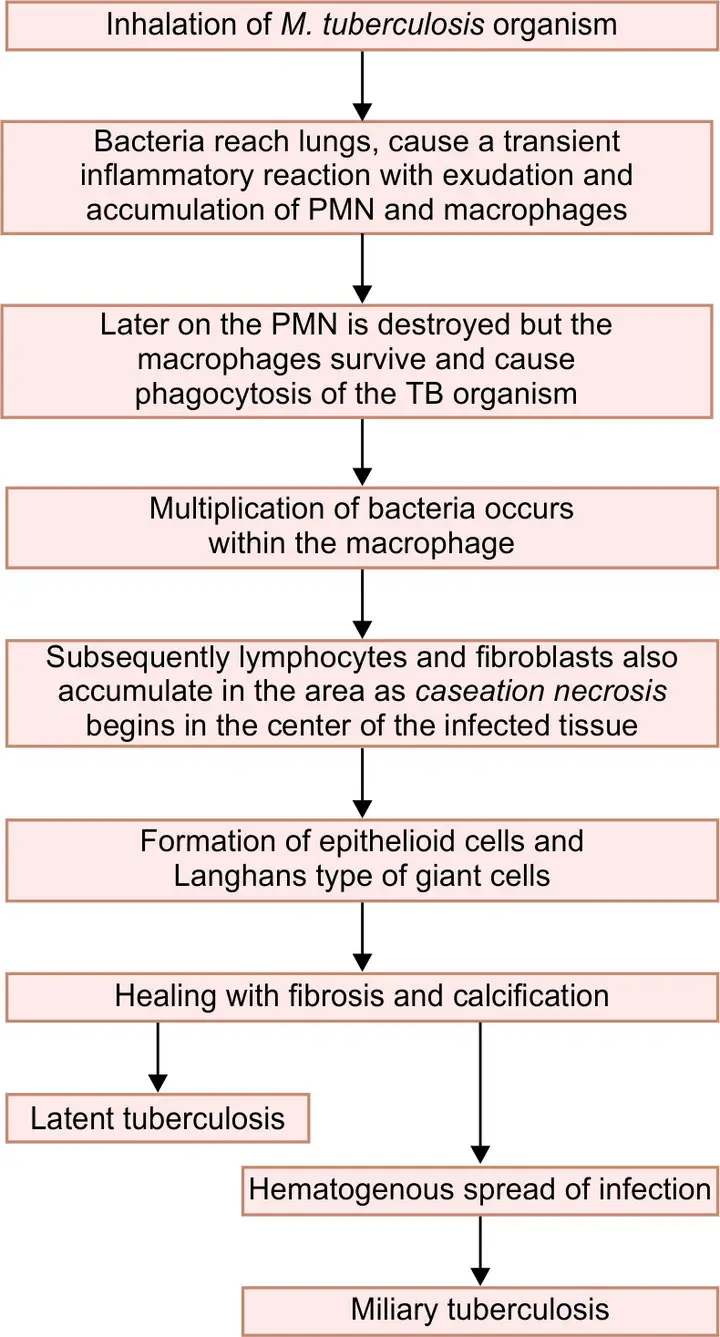 Inhalation of M. tuberculosis organism
Bacteria reach lungs, cause a transient
inflammatory reaction with exudation and
accumulation of PMN and macrophages
Later on the PMN is destroyed but the
macrophages survive and cause
phagocytosis of the TB organism
Multiplication of bacteria occurs
within the macrophage
Subsequently lymphocytes and fibroblasts also
accumulate in the area as caseation necrosis
begins in the center of the infected tissue
Formation of epithelioid cells and
Langhans type of giant cells
Healing with fibrosis and calcification
Latent tuberculosis
Hematogenous spread of infection
Miliary tuberculosis